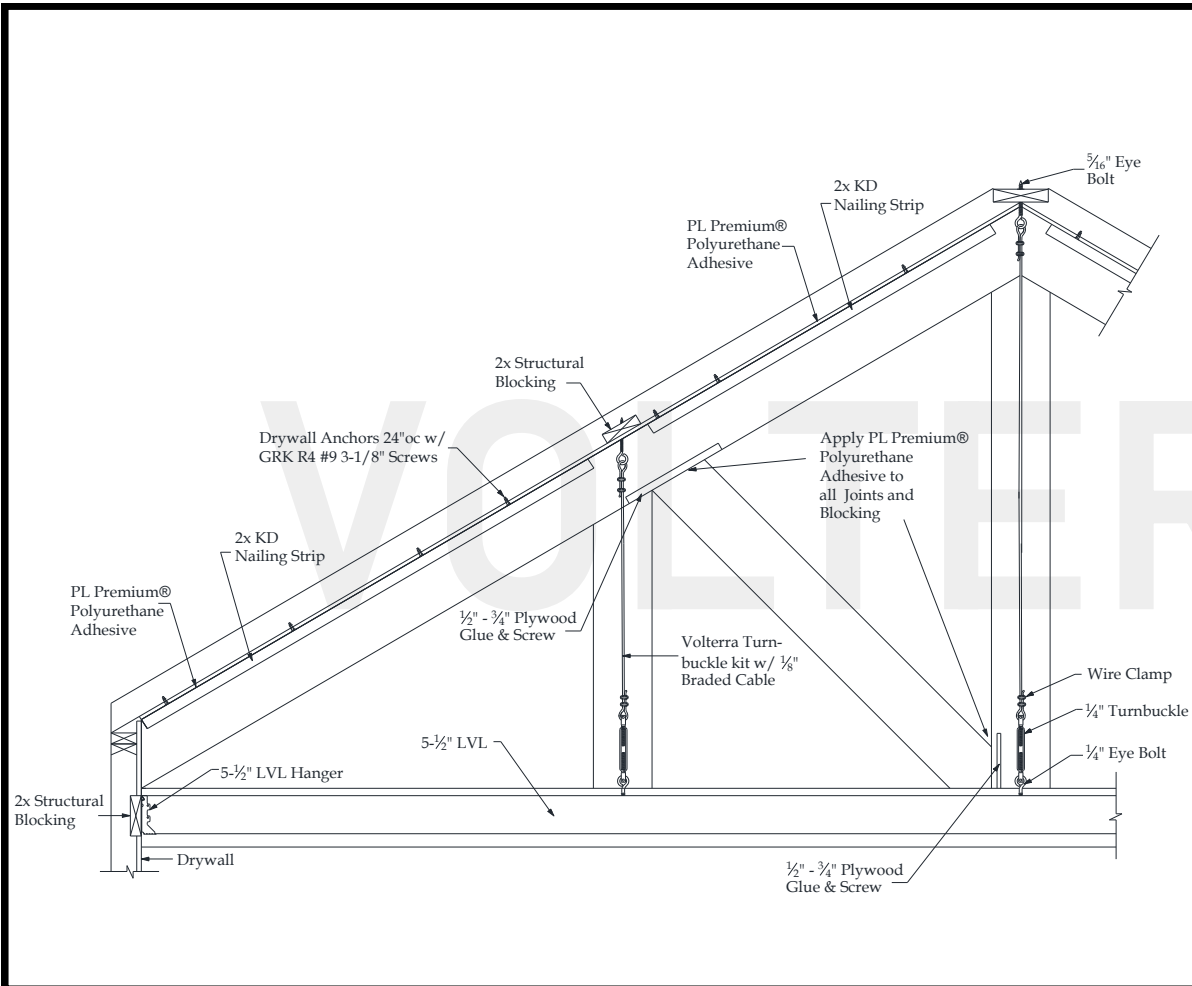 5/16" Eye
Bolt
2x KD
Nailing Strip
PL Premium®
Polyurethane
Adhesive
2x Structural
Blocking
Drywall Anchors 24"oc w/
GRK R4 #9 3-1/8" Screws
Apply PL Premium®
Polyurethane
Adhesive to
all Joints and
Blocking
2x KD
Nailing Strip
PL Premium®
Polyurethane
Adhesive
½" - ¾" Plywood
Glue & Screw
Volterra Turn-
buckle kit w/ ⅛"
Braded Cable
Wire Clamp
¼" Turnbuckle
¼" Eye Bolt
5-½" LVL
5-½" LVL Hanger
2x Structural
Blocking
Drywall
½" - ¾" Plywood
Glue & Screw
VOLTER